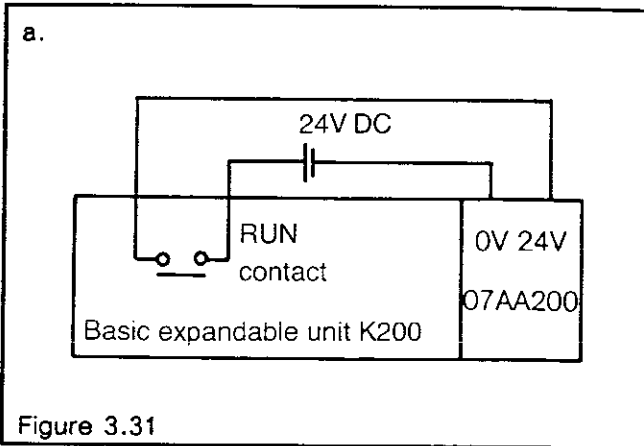 a.
24V DC
RUN
contact
0V 24V
07AA200
Basic expandable unit K200
Figure 3.31